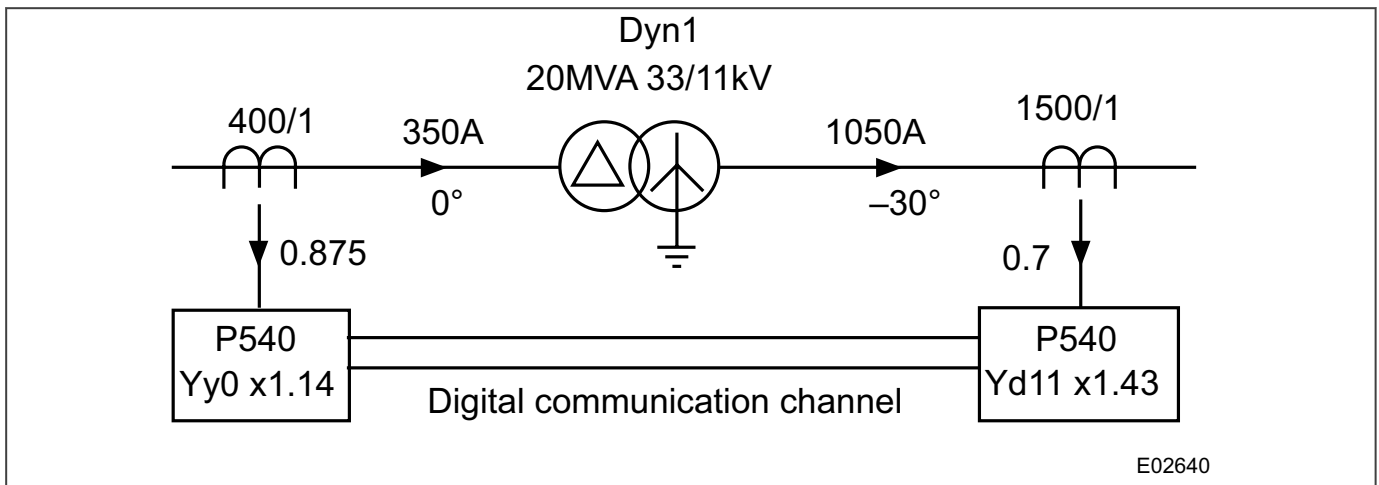 Dyn1
20MVA 33/11kV
400/1
350A
1050A
1500/1
0°
–30°
0.875
0.7
P540
Yy0 x1.14
P540
Yd11 x1.43
Digital communication channel
E02640